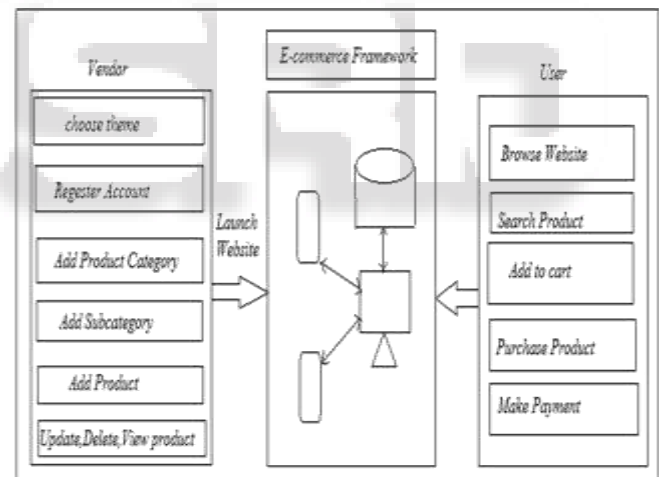 Vendor
choose theme
Regester Account
Add Product Category
Add Subcategory
Add Product
Update,Delete,View product
Launch
Website
E-commerce Framework
User
Browse Website
Search Product
Add to cart
Purchase Product
Make Payment